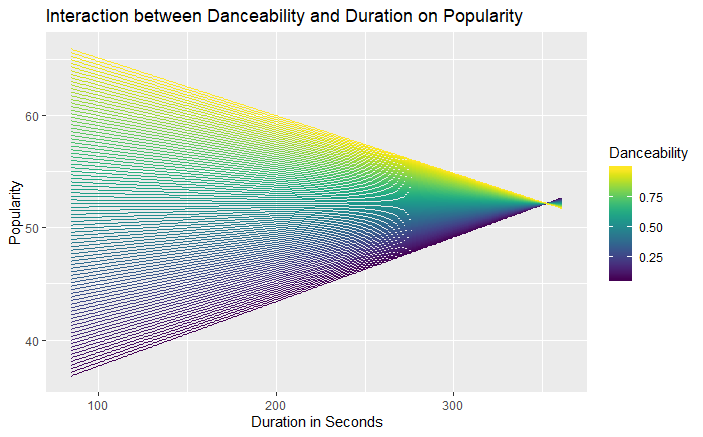 Interaction between Danceability and Duration on Popularity
Popularity
60
50
40
100
200
300
Duration in Seconds
Danceability
0.75
0.50
0.25